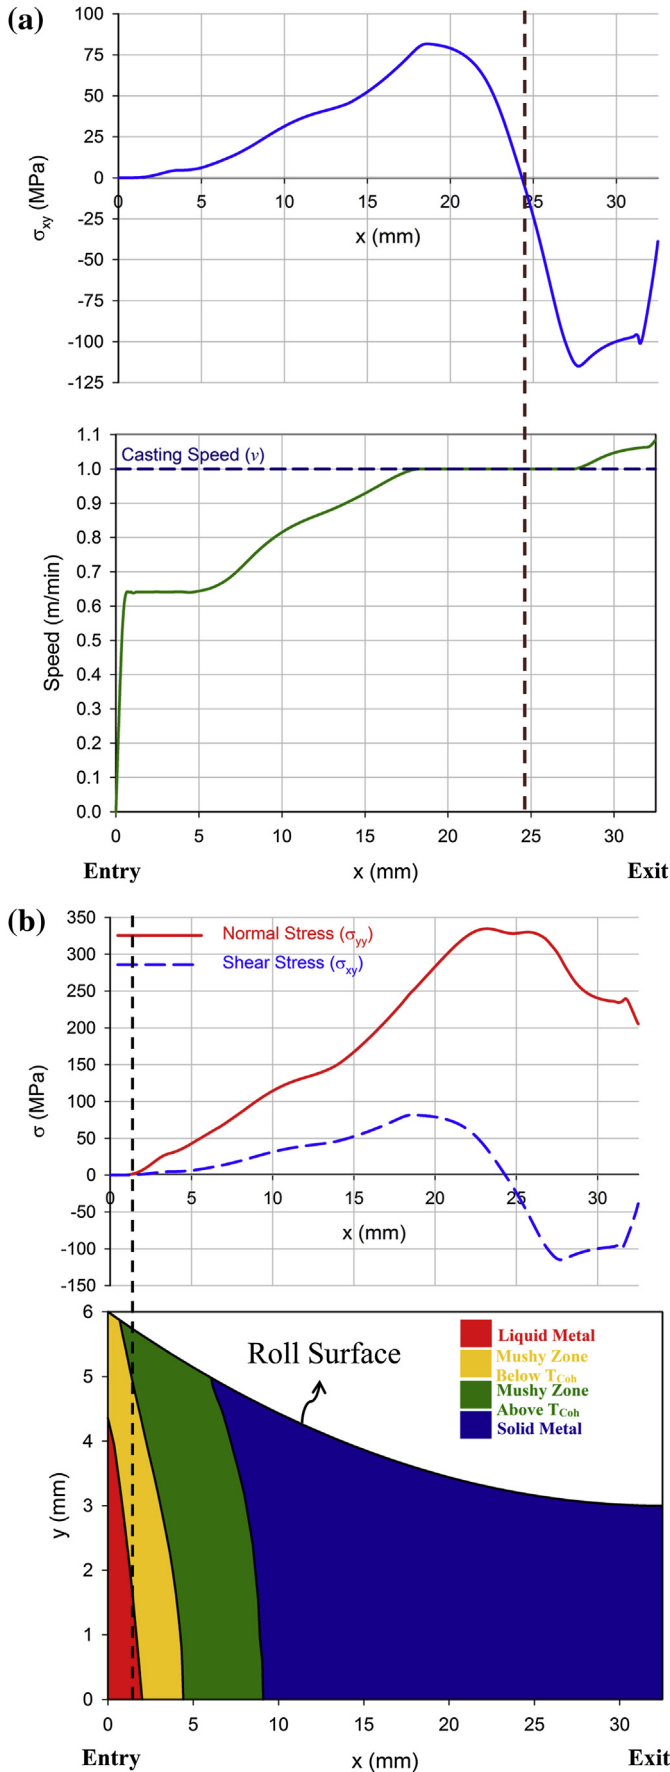 (a)
100
75
50
25
0
-25
-50
-75
-100
-125
σxy (MPa)
0 5 10 15 20 25 30
x (mm)
1.1
1.0
0.9
0.8
0.7
0.6
0.5
0.4
0.3
0.2
0.1
0.0
Speed (m/min)
Casting Speed (v)
0 5 10 15 20 25 30
Entry x (mm) Exit
(b)
350
300
250
200
150
100
50
0
-50
-100
-150
σ (MPa)
Normal Stress (σyy)
Shear Stress (σxy)
0 5 10 15 20 25 30
x (mm)
6
5
4
3
2
1
0
y (mm)
Roll Surface
Liquid Metal
Mushy Zone
Below TCoh
Mushy Zone
Above TCoh
Solid Metal
0 5 10 15 20 25 30
Entry x (mm) Exit